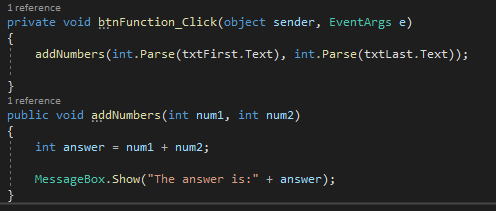 1 reference
private void btnFunction_Click(object sender, EventArgs e)
{
addNumbers(int.Parse(txtFirst.Text), int.Parse(txtLast.Text));
}
1 reference
public void addNumbers(int num1, int num2)
{
int answer = num1 + num2;
MessageBox.Show("The answer is:" + answer);
}